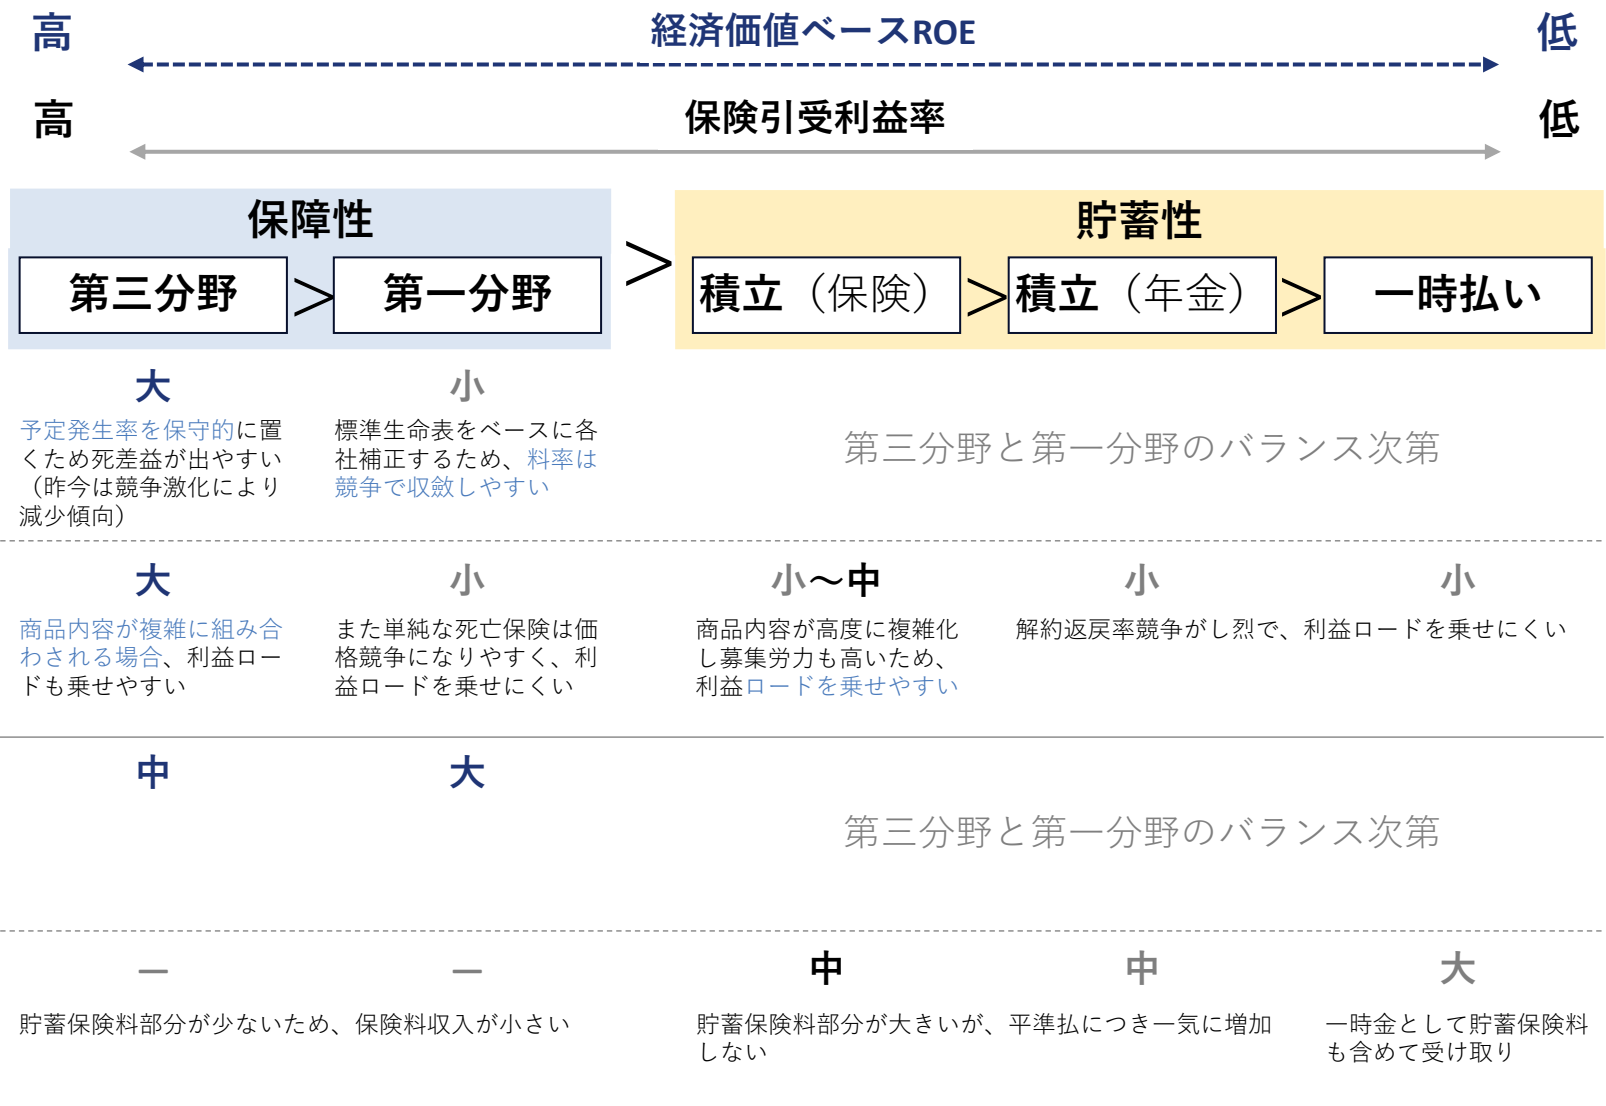 高 経済価値ベースROE 低
高 保険引受利益率 低
保障性 > 貯蓄性
第三分野 > 第一分野 積立（保険） > 積立（年金） > 一時払い
大
予定発生率を保守的に置
くため死差益が出やすい
（昨今は競争激化により
減少傾向）
小
標準生命表をベースに各
社補正するため、料率は
競争で収斂しやすい
第三分野と第一分野のバランス次第
大
商品内容が複雑に組み合
わされる場合、利益ロー
ドも乗せやすい
小
また単純な死亡保険は価
格競争になりやすく、利
益ロードを乗せにくい
小～中
商品内容が高度に複雑化
し募集労力も高いため、
利益ロードを乗せやすい
小 小
解約返戻率競争がし烈で、利益ロードを乗せにくい
中 大
第三分野と第一分野のバランス次第
ー ー
貯蓄保険料部分が少ないため、保険料収入が小さい
中 中
貯蓄保険料部分が大きいが、平準払につき一気に増加
しない
大
一時金として貯蓄保険料
も含めて受け取り